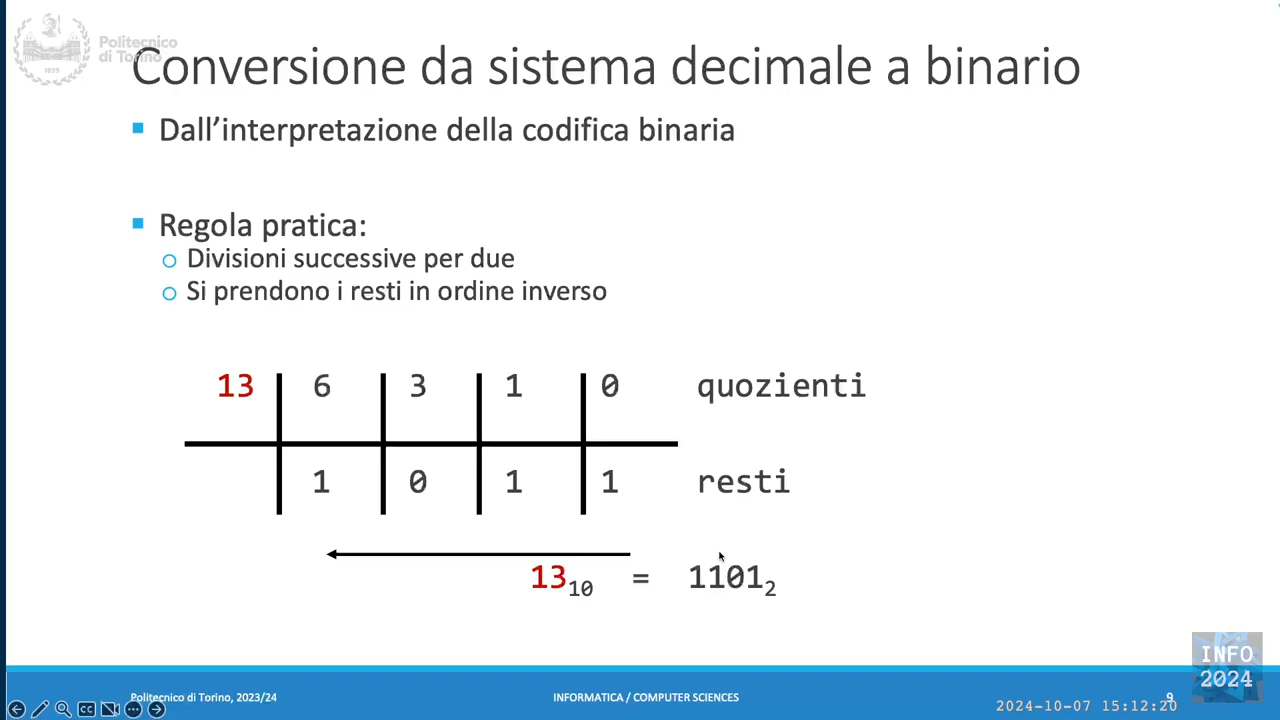 Politecnico
di Torino
1859
Conversione da sistema decimale a binario
Dall’interpretazione della codifica binaria
Regola pratica:
Divisioni successive per due
Si prendono i resti in ordine inverso
13 6 3 1 0 quozienti
1 0 1 1 resti
13₁₀ = 1101₂
INFO
2024
Politecnico di Torino, 2023/24 INFORMATICA / COMPUTER SCIENCES 9
CC
2024-10-07 15:12:20